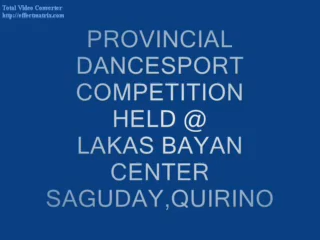 Total Video Converter
http://effectmatrix.com
PROVINCIAL
DANCESPORT
COMPETITION
HELD @
LAKAS BAYAN
CENTER
SAGUDAY,QUIRINO